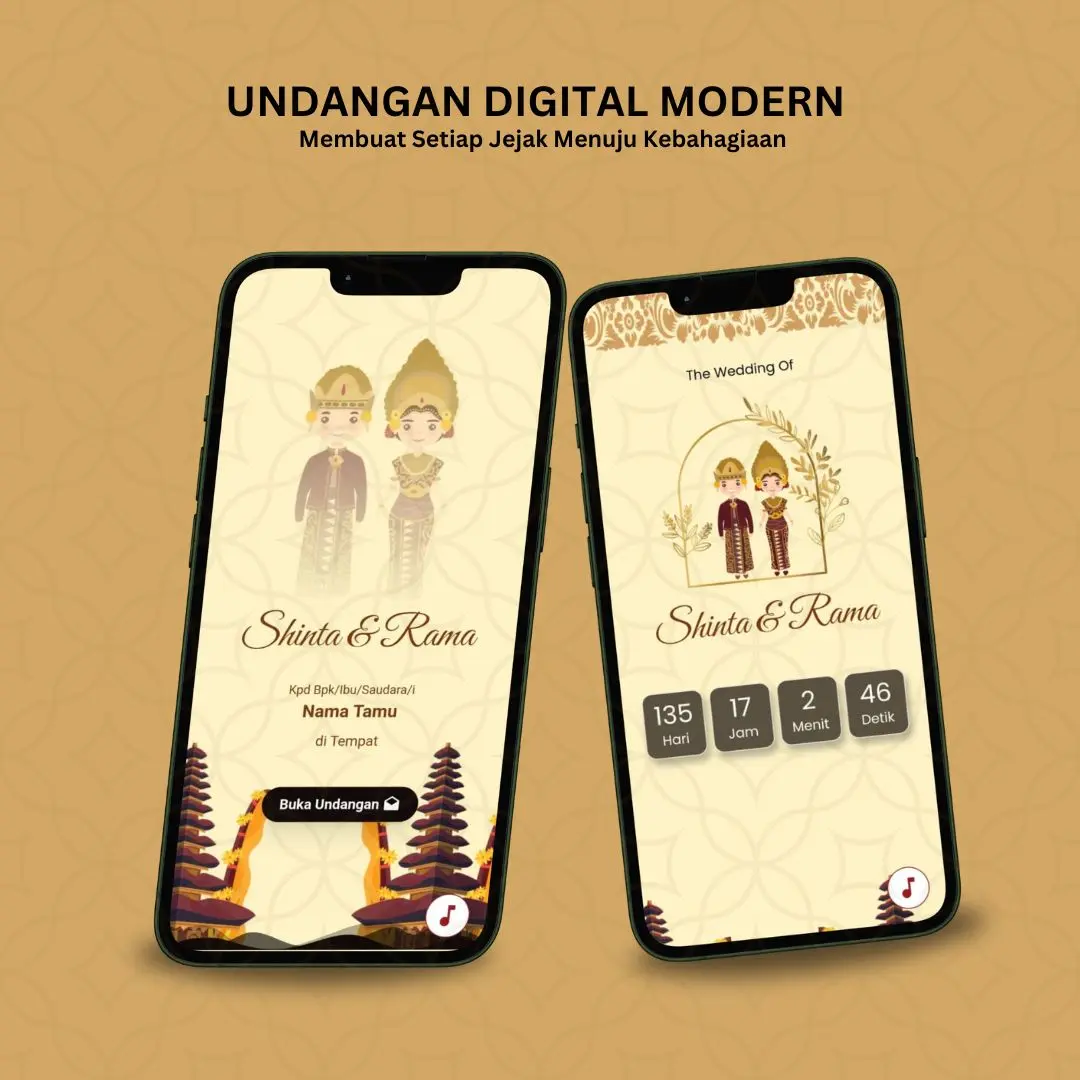 UNDANGAN DIGITAL MODERN
Membuat Setiap Jejak Menuju Kebahagiaan
Shinta & Rama
Kpd Bpk/Ibu/Saudara/i
Nama Tamu
di Tempat
Buka Undangan
The Wedding Of
Shinta & Rama
135 17 2 46
Hari Jam Menit Detik